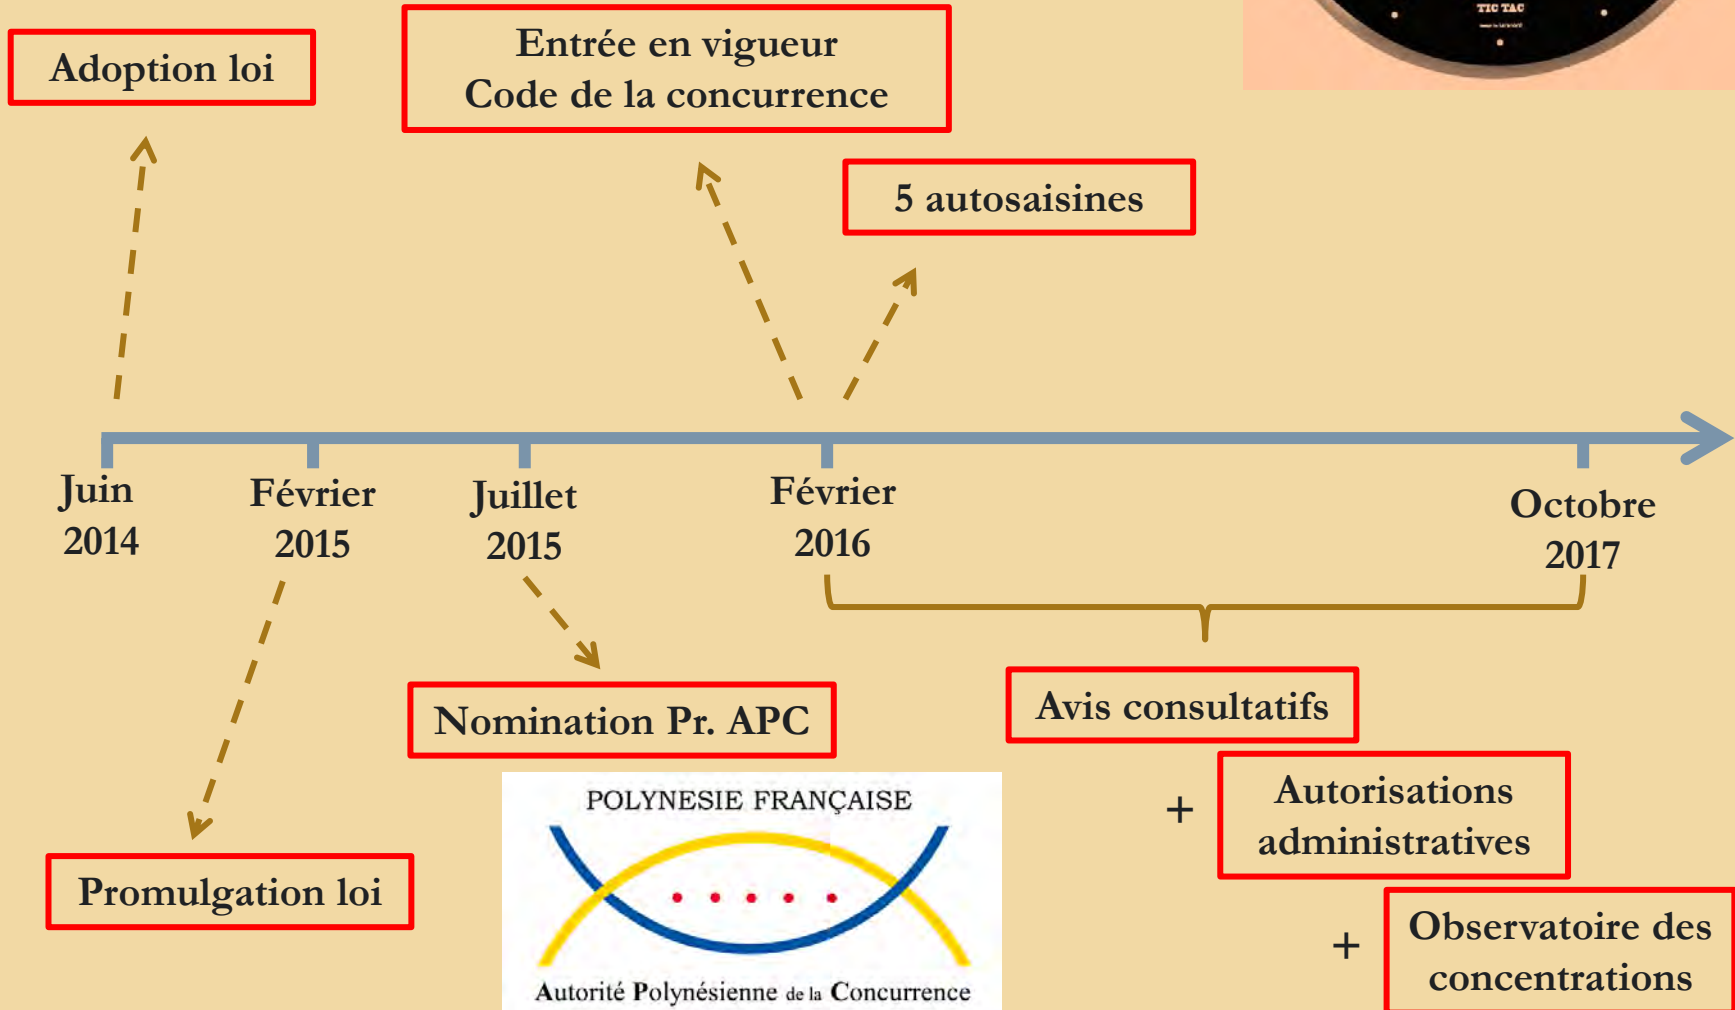 TIC TAC
Adoption loi
Entrée en vigueur
Code de la concurrence
5 autosaisines
Juin
2014
Février
2015
Juillet
2015
Février
2016
Octobre
2017
Nomination Pr. APC
Avis consultatifs
POLYNESIE FRANÇAISE
+
Autorisations
administratives
Promulgation loi
+
Observatoire des
concentrations
Autorité Polynésienne de la Concurrence